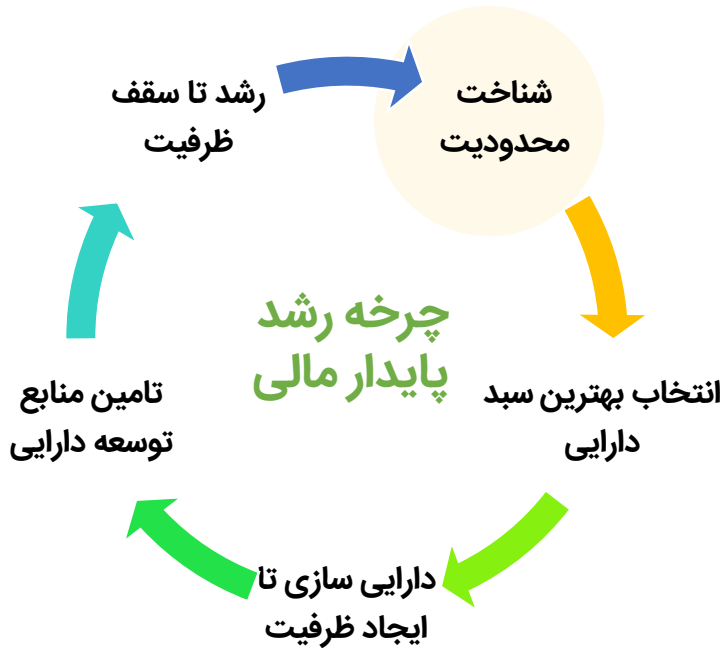 چرخه رشد
پایدار مالی
شناخت
محدودیت
انتخاب بهترین سبد
دارایی
دارایی سازی تا
ایجاد ظرفیت
تامین منابع
توسعه دارایی
رشد تا سقف
ظرفیت